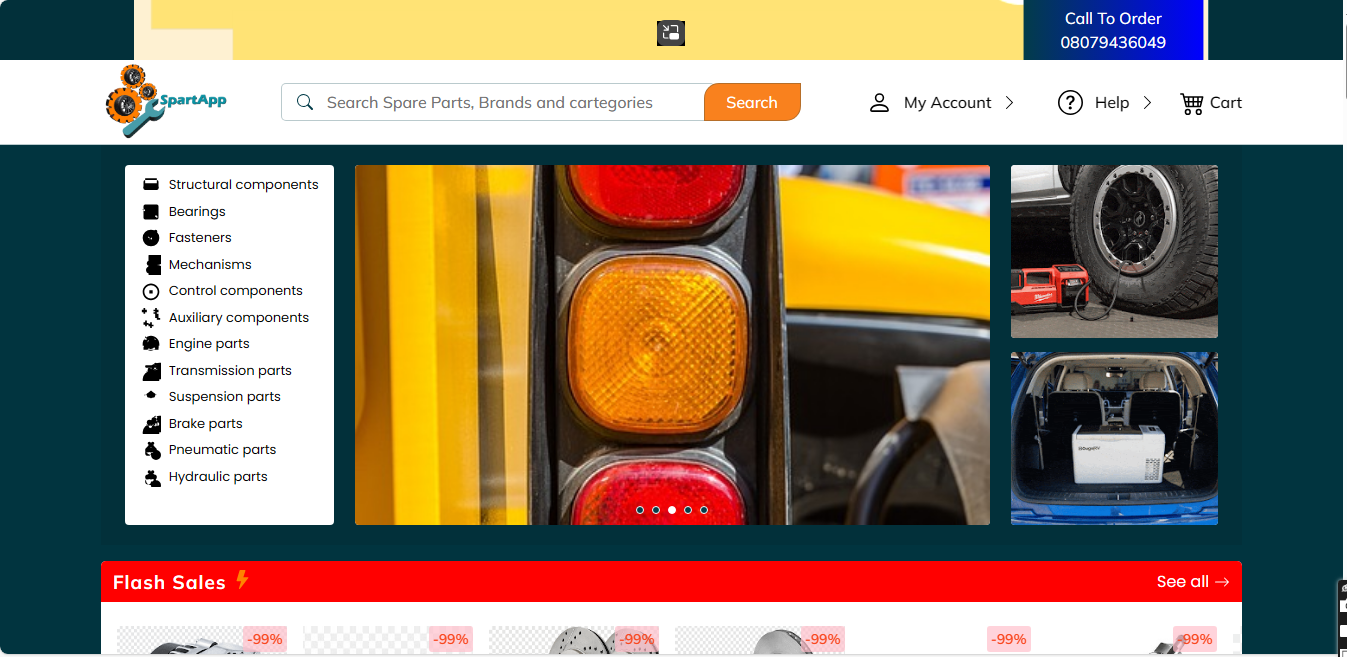 Call To Order
08079436049
SpartApp
Search Spare Parts, Brands and cartegories
Search
My Account
Help
Cart
Structural components
Bearings
Fasteners
Mechanisms
Control components
Auxiliary components
Engine parts
Transmission parts
Suspension parts
Brake parts
Pneumatic parts
Hydraulic parts
Flash Sales
See all
-99%
-99%
-99%
-99%
-99%
-99%